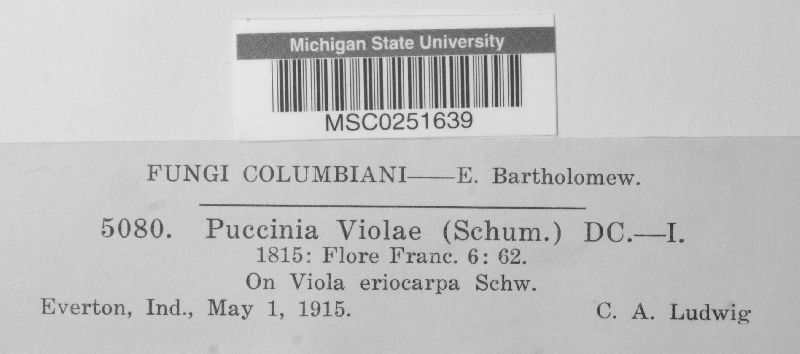 Michigan State University
MSC0251639
FUNGI COLUMBIANI——E. Bartholomew.
5080. Puccinia Violae (Schum.) DC.—I.
1815: Flore Franc. 6: 62.
On Viola eriocarpa Schw.
Everton, Ind., May 1, 1915. C. A. Ludwig